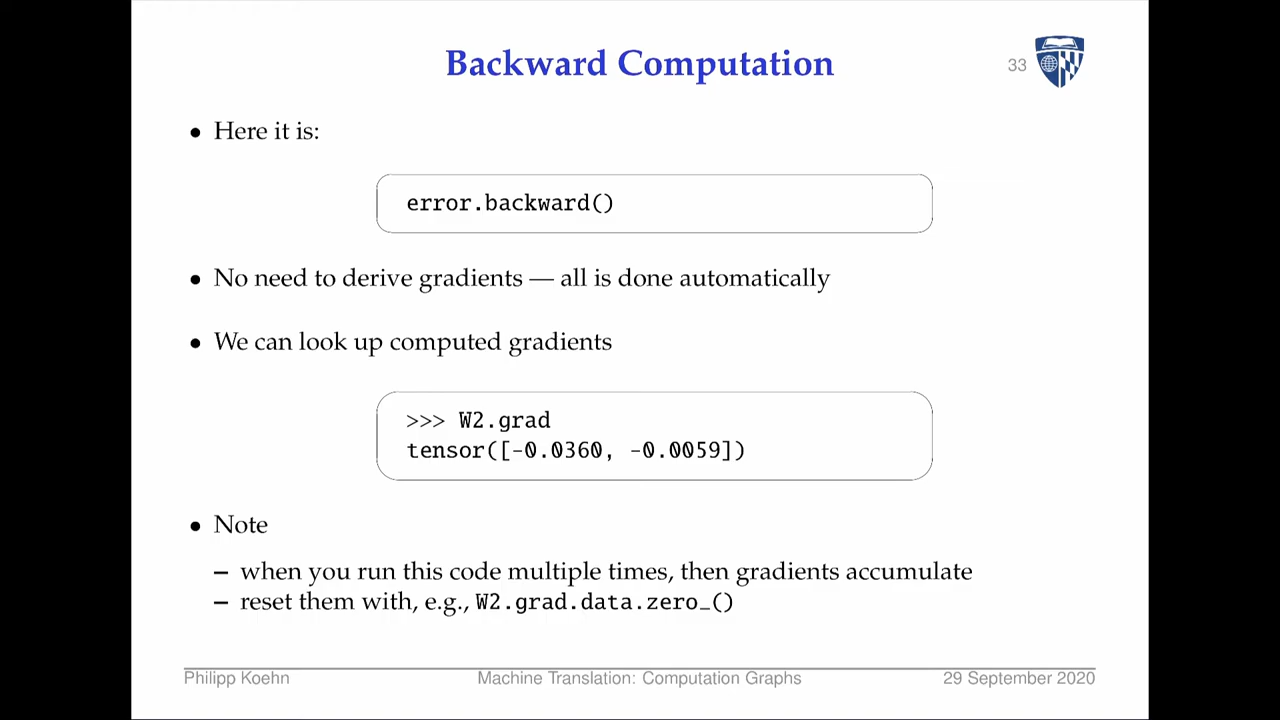 Backward Computation
33
• Here it is:
error.backward()
• No need to derive gradients — all is done automatically
• We can look up computed gradients
>>> W2.grad
tensor([-0.0360, -0.0059])
• Note
– when you run this code multiple times, then gradients accumulate
– reset them with, e.g., W2.grad.data.zero_()
Philipp Koehn Machine Translation: Computation Graphs 29 September 2020